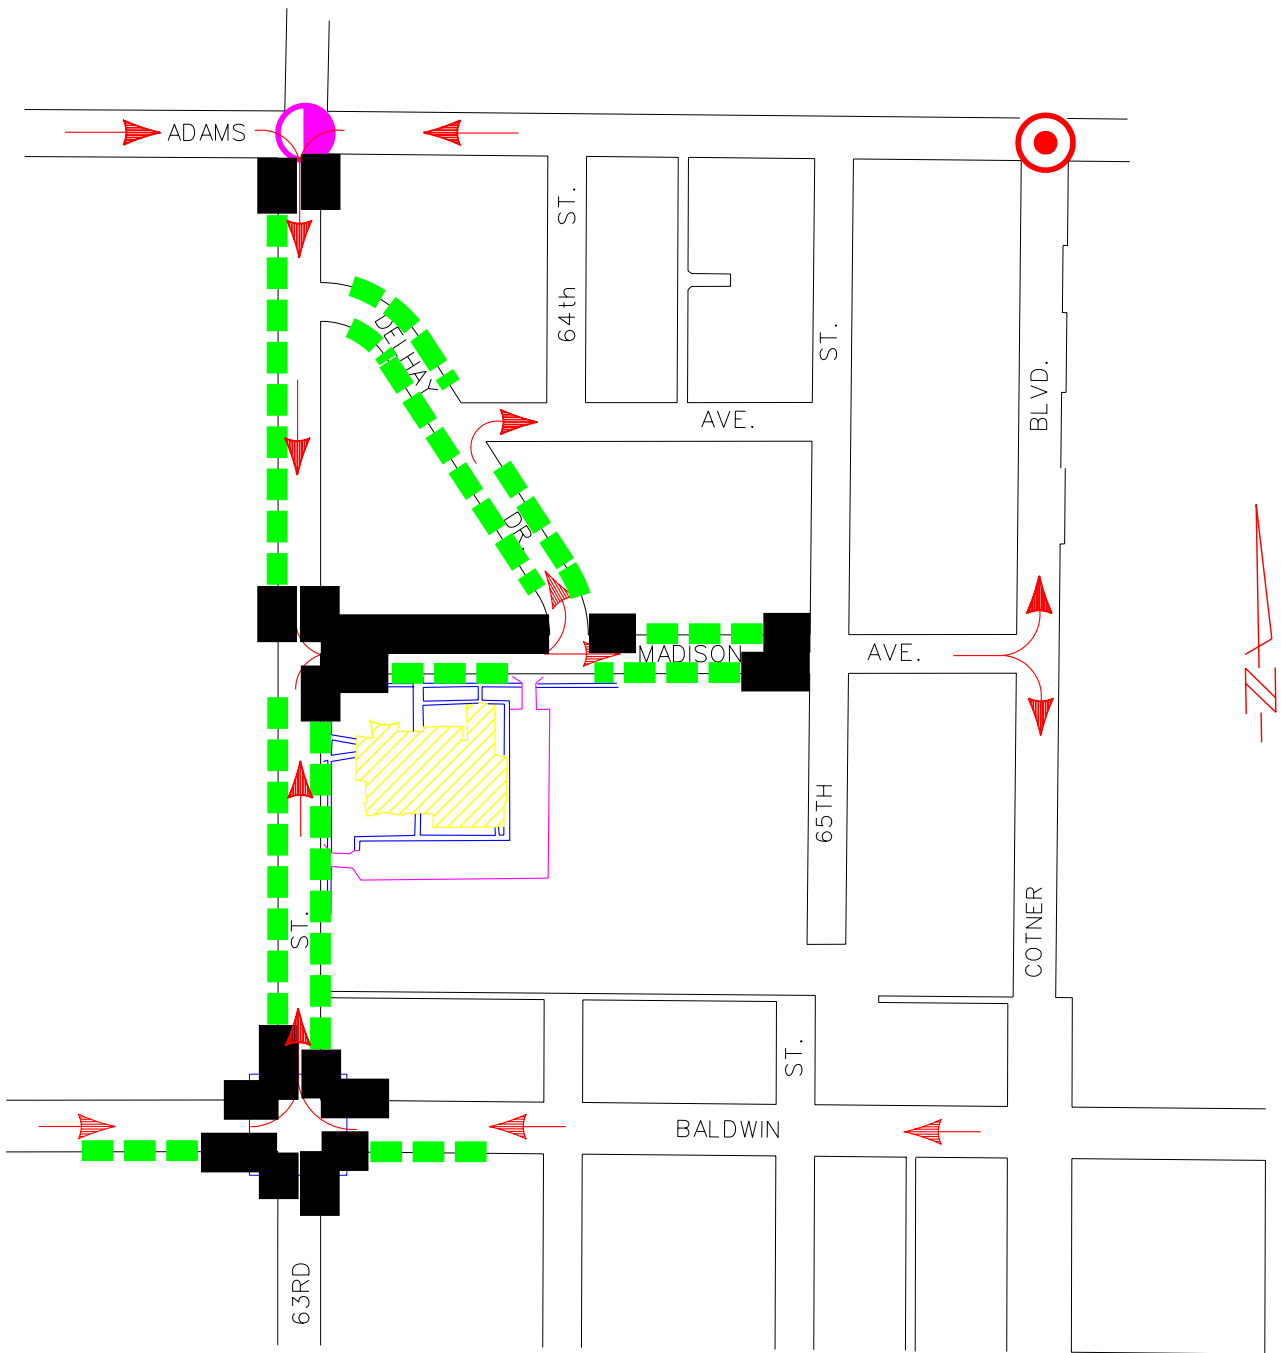 ADAMS
ST.
64th
DELHAY
ST.
BLVD.
AVE.
DR.
MADISON
AVE.
65TH
ST.
COTNER
ST.
BALDWIN
63RD
N